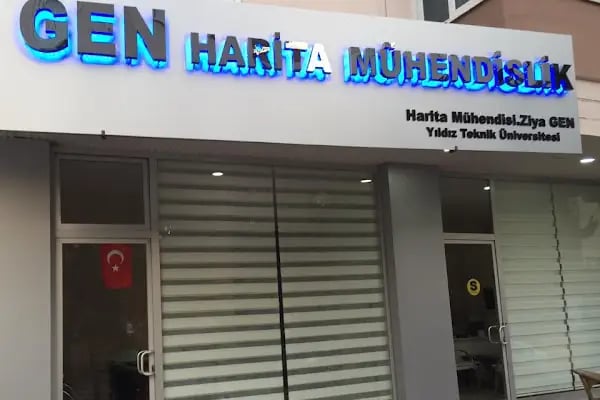 GEN HARİTA MÜHENDİSLİK
Harita Mühendisi.Ziya GEN
Yıldız Teknik Üniversitesi
S